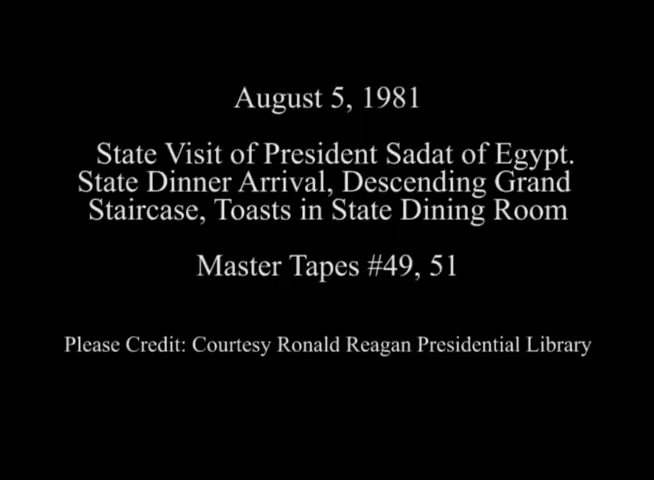 August 5, 1981
State Visit of President Sadat of Egypt.
State Dinner Arrival, Descending Grand
Staircase, Toasts in State Dining Room
Master Tapes #49, 51
Please Credit: Courtesy Ronald Reagan Presidential Library